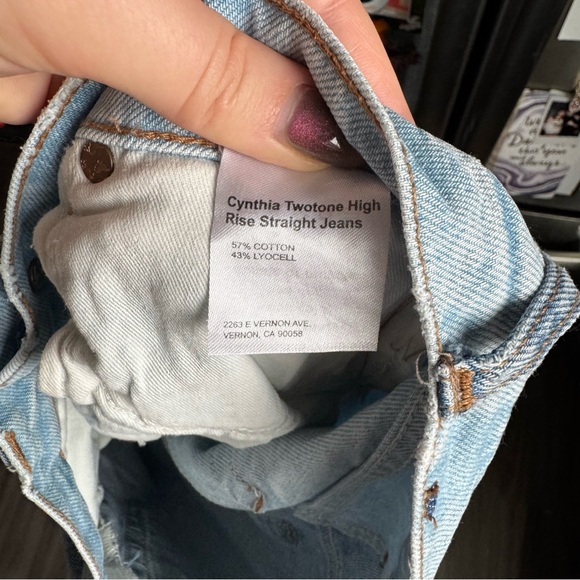 Cynthia Twotone High
Rise Straight Jeans
57% COTTON
43% LYOCELL
2263 E VERNON AVE,
VERNON, CA 90058